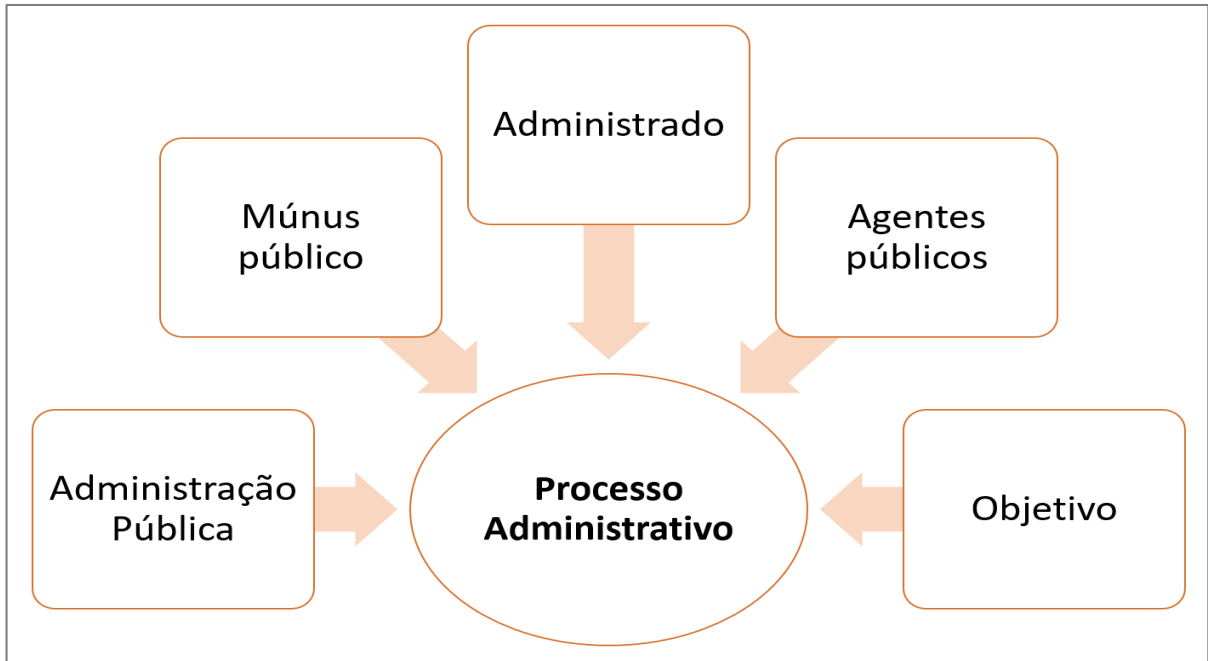 Administrado
Múnus
público
Agentes
públicos
Administração
Pública
Processo
Administrativo
Objetivo